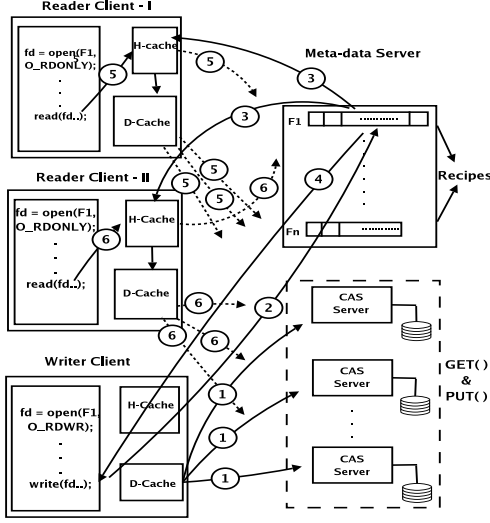 Reader Client - I
fd = open(F1,
O_RDONLY);
.
.
.
read(fd..);
5
H-cache
D-Cache
5
3
Meta-data Server
F1
............
Fn
............
Recipes
3
5
5
6
4
Reader Client - II
fd = open(F1,
O_RDONLY);
.
.
.
read(fd..);
6
H-Cache
D-Cache
6
6
6
2
Writer Client
fd = open(F1,
O_RDWR);
.
.
.
write(fd..);
H-Cache
D-Cache
1
1
1
CAS
Server
CAS
Server
.
.
.
CAS
Server
GET()
&
PUT()